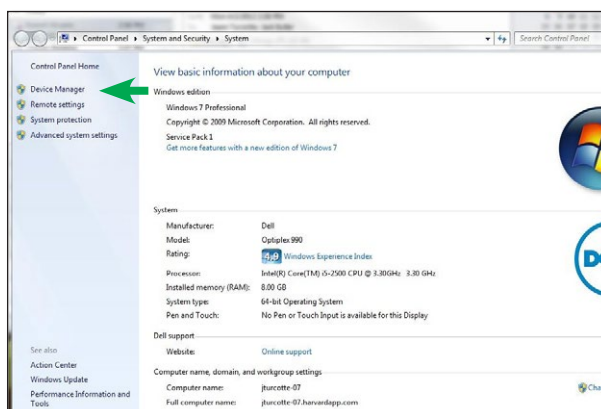 Control Panel ▸ System and Security ▸ System
Search Control Panel
Control Panel Home
Device Manager
Remote settings
System protection
Advanced system settings
View basic information about your computer
Windows edition
Windows 7 Professional
Copyright © 2009 Microsoft Corporation. All rights reserved.
Service Pack 1
Get more features with a new edition of Windows 7
System
Manufacturer: Dell
Model: Optiplex 990
Rating: 4.9 Windows Experience Index
Processor: Intel(R) Core(TM) i5-2500 CPU @ 3.30GHz 3.30 GHz
Installed memory (RAM): 8.00 GB
System type: 64-bit Operating System
Pen and Touch: No Pen or Touch Input is available for this Display
Dell support
Website: Online support
Computer name, domain, and workgroup settings
Computer name: jturcotte-07
Cha
Full computer name: jturcotte-07.harvardapp.com
See also
Action Center
Windows Update
Performance Information and
Tools